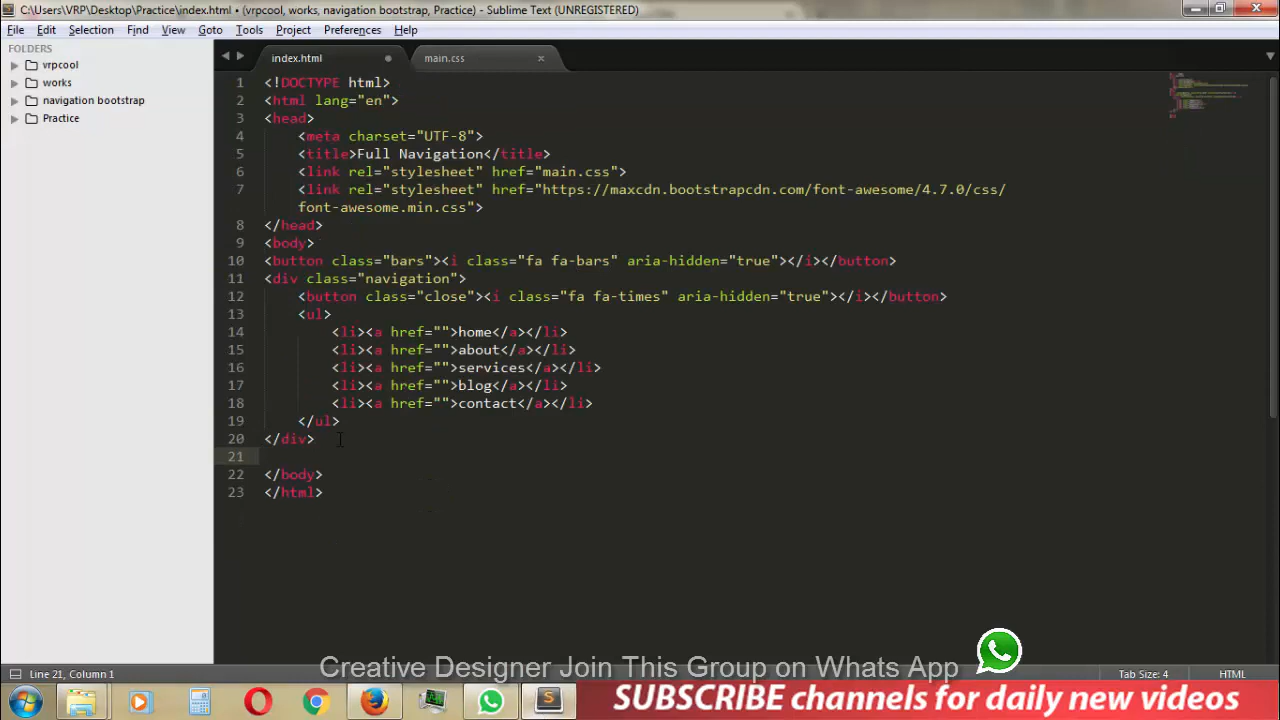 C:\Users\VRP\Desktop\Practice\index.html • (vrpcool, works, navigation bootstrap, Practice) - Sublime Text (UNREGISTERED)
File Edit Selection Find View Goto Tools Project Preferences Help
FOLDERS
vrpcool
works
navigation bootstrap
Practice
index.html
main.css
1 <!DOCTYPE html>
2 <html lang="en">
3 <head>
4 <meta charset="UTF-8">
5 <title>Full Navigation</title>
6 <link rel="stylesheet" href="main.css">
7 <link rel="stylesheet" href="https://maxcdn.bootstrapcdn.com/font-awesome/4.7.0/css/
font-awesome.min.css">
8 </head>
9 <body>
10 <button class="bars"><i class="fa fa-bars" aria-hidden="true"></i></button>
11 <div class="navigation">
12 <button class="close"><i class="fa fa-times" aria-hidden="true"></i></button>
13 <ul>
14 <li><a href="">home</a></li>
15 <li><a href="">about</a></li>
16 <li><a href="">services</a></li>
17 <li><a href="">blog</a></li>
18 <li><a href="">contact</a></li>
19 </ul>
20 </div>
21
22 </body>
23 </html>
Line 21, Column 1
Creative Designer Join This Group on Whats App
Tab Size: 4
HTML
SUBSCRIBE channels for daily new videos